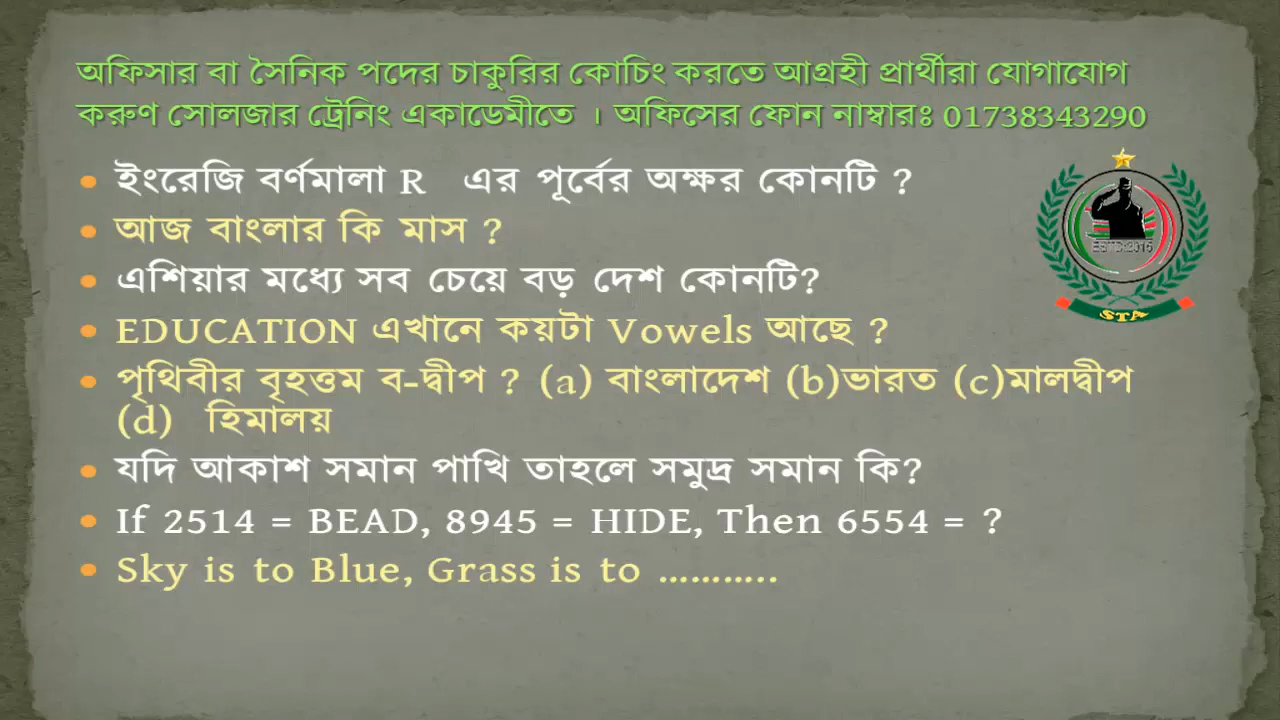 অফিসার বা সৈনিক পদের চাকুরির কোচিং করতে আগ্রহী প্রার্থীরা যোগাযোগ
করুণ সোলজার ট্রেনিং একাডেমীতে । অফিসের ফোন নাম্বারঃ 01738343290
• ইংরেজি বর্ণমালা R এর পূর্বের অক্ষর কোনটি ?
• আজ বাংলার কি মাস ?
• এশিয়ার মধ্যে সব চেয়ে বড় দেশ কোনটি?
• EDUCATION এখানে কয়টা Vowels আছে ?
• পৃথিবীর বৃহত্তম ব-দ্বীপ ? (a) বাংলাদেশ (b)ভারত (c)মালদ্বীপ
(d) হিমালয়
• যদি আকাশ সমান পাখি তাহলে সমুদ্র সমান কি?
• If 2514 = BEAD, 8945 = HIDE, Then 6554 = ?
• Sky is to Blue, Grass is to ...........
ESTD:2015
STA